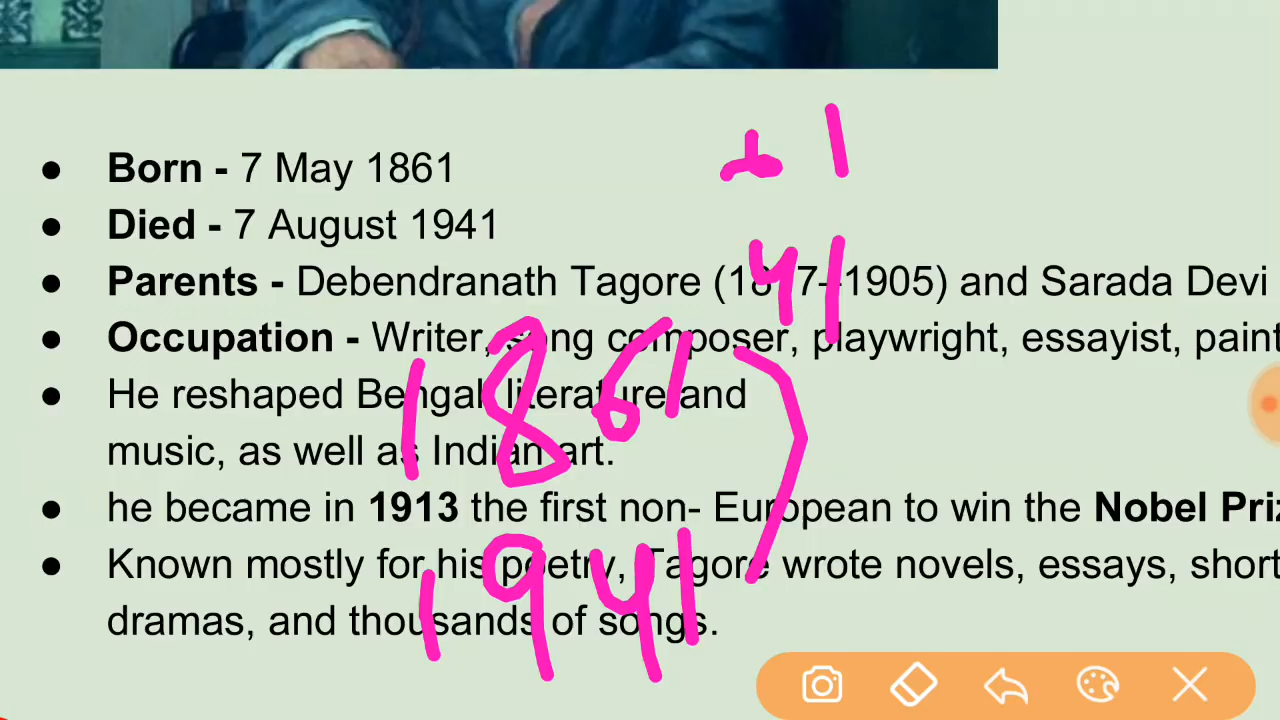 Born - 7 May 1861
Died - 7 August 1941
Parents - Debendranath Tagore ( 1905) and Sarada Devi
Occupation - Writer, song composer, playwright, essayist, paint
He reshaped Bengali literature and
music, as well as Indian art.
he became in 1913 the first non- European to win the Nobel Priz
Known mostly for his poetry, Tagore wrote novels, essays, short
dramas, and thousands of songs.
1
41
1861
1941